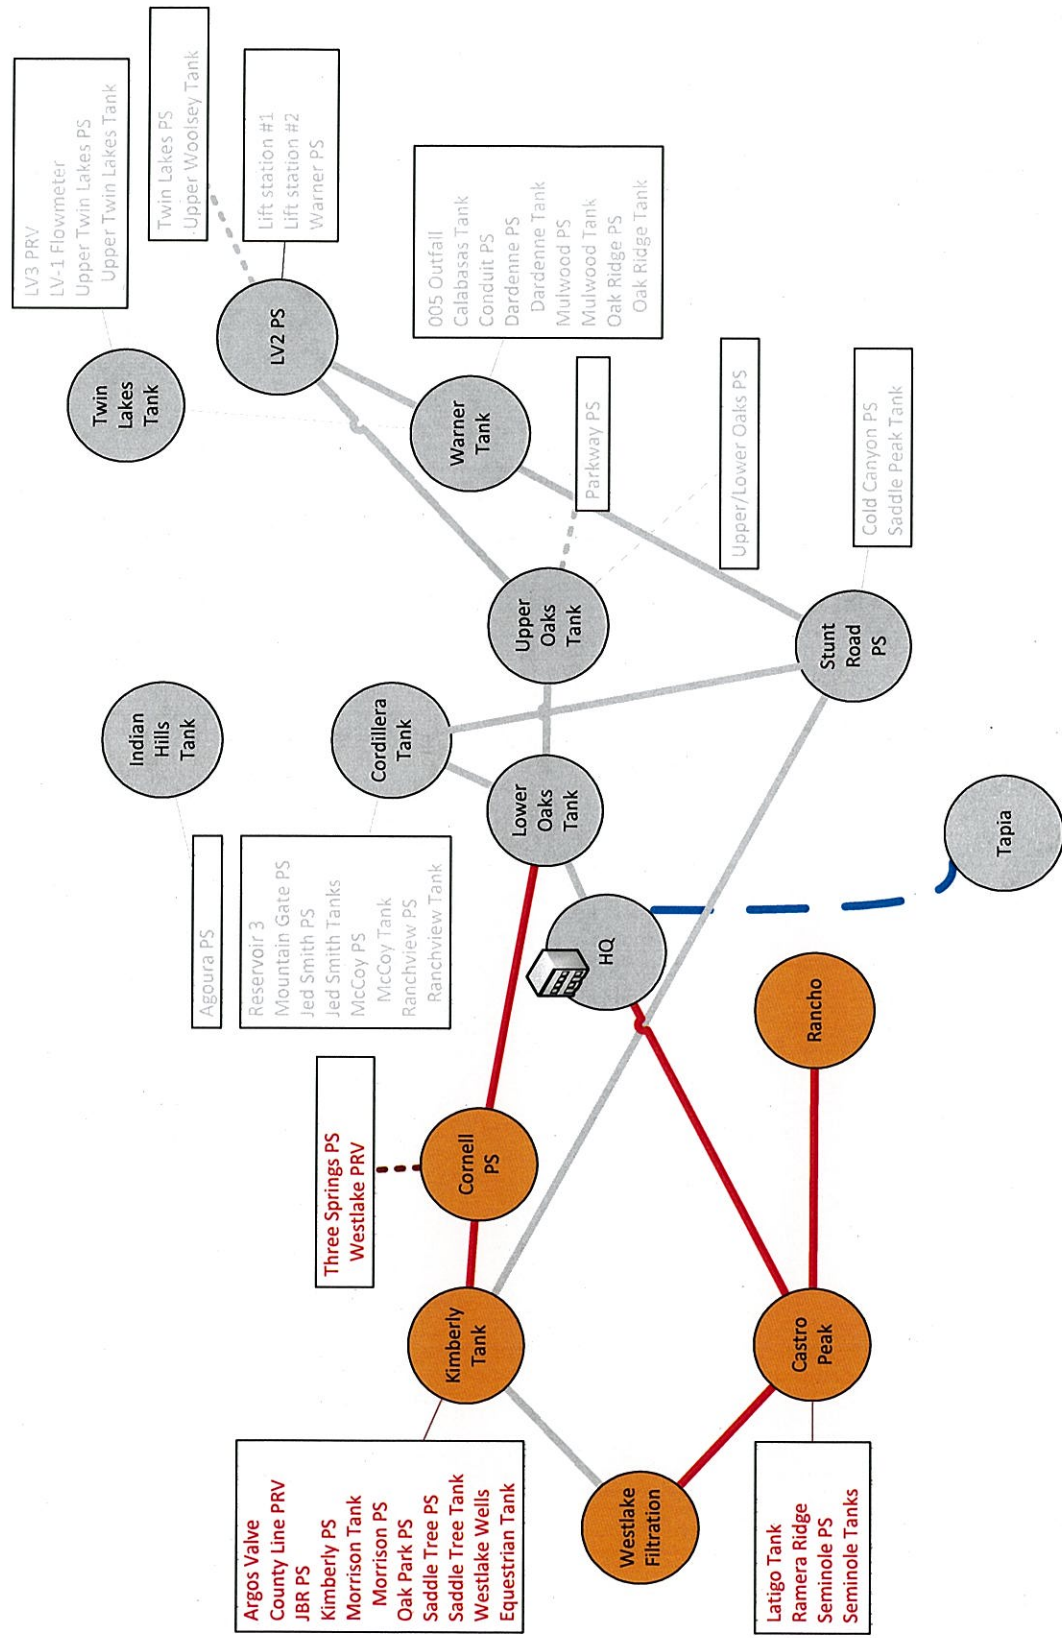 LV3 PRV
LV-1 Flowmeter
Upper Twin Lakes PS
Upper Twin Lakes Tank
Twin Lakes PS
Upper Woolsey Tank
Lift station #1
Lift station #2
Warner PS
Twin
Lakes
Tank
LV2 PS
005 Outfall
Calabasas Tank
Conduit PS
Dardenne PS
Dardenne Tank
Mulwood PS
Mulwood Tank
Oak Ridge PS
Oak Ridge Tank
Warner
Tank
Parkway PS
Upper/Lower Oaks PS
Cold Canyon PS
Saddle Peak Tank
Indian
Hills
Tank
Cordillera
Tank
Upper
Oaks
Tank
Stunt
Road
PS
Agoura PS
Reservoir 3
Mountain Gate PS
Jed Smith PS
Jed Smith Tanks
McCoy PS
McCoy Tank
Ranchview PS
Ranchview Tank
Lower
Oaks
Tank
HQ
Tapia
Three Springs PS
Westlake PRV
Cornell
PS
Rancho
Kimberly
Tank
Castro
Peak
Argos Valve
County Line PRV
JBR PS
Kimberly PS
Morrison Tank
Morrison PS
Oak Park PS
Saddle Tree PS
Saddle Tree Tank
Westlake Wells
Equestrian Tank
Westlake
Filtration
Latigo Tank
Ramera Ridge
Seminole PS
Seminole Tanks